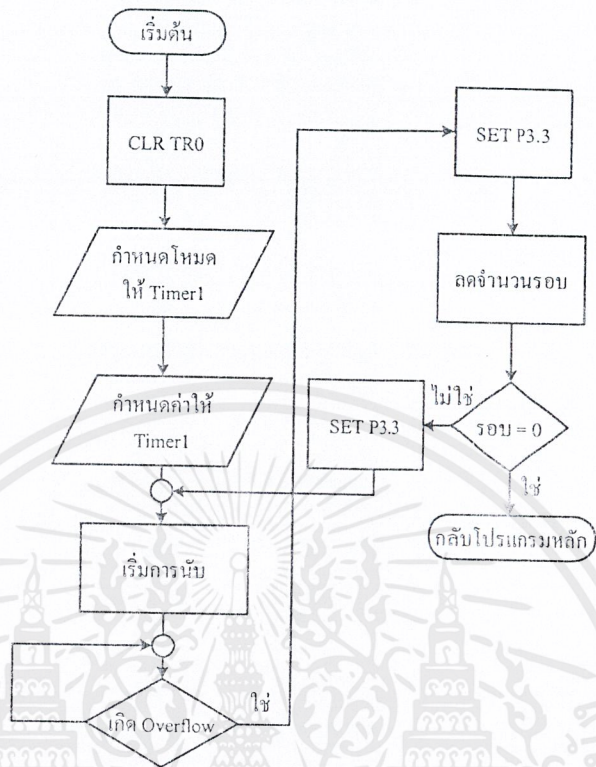 เริ่มต้น
CLR TR0
กำหนดโหมด
ให้ Timer1
กำหนดค่าให้
Timer1
เริ่มการนับ
เกิด Overflow
ใช่
SET P3.3
ลดจำนวนรอบ
รอบ = 0
ไม่ใช่
SET P3.3
ใช่
กลับโปรแกรมหลัก